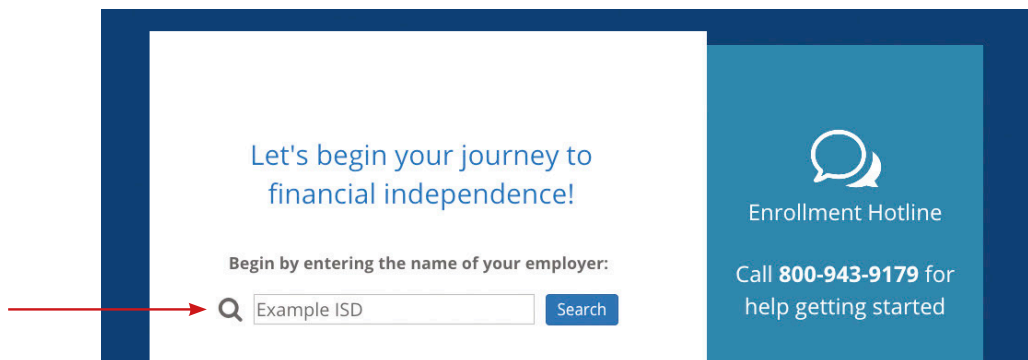 Let's begin your journey to
financial independence!
Begin by entering the name of your employer:
Example ISD
Search
Enrollment Hotline
Call 800-943-9179 for
help getting started